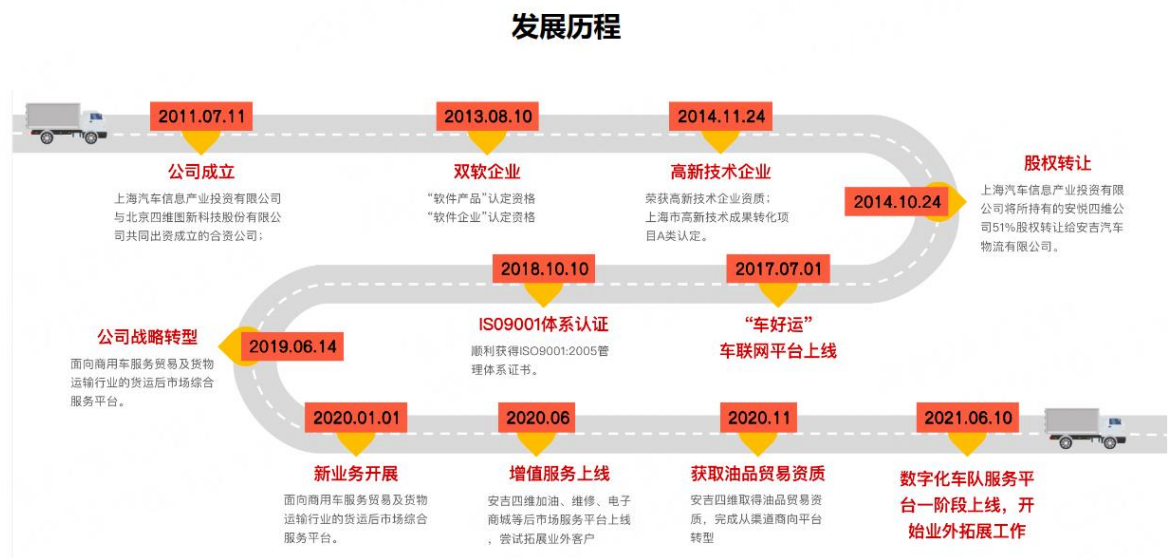 发展历程
2011.07.11
公司成立
上海汽车信息产业投资有限公司
与北京四维图新科技股份有限公
司共同出资成立的合资公司；
2013.08.10
双软企业
“软件产品”认定资格
“软件企业”认定资格
2014.11.24
高新技术企业
荣获高新技术企业资质；
上海市高新技术成果转化项
目A类认定。
2014.10.24
股权转让
上海汽车信息产业投资有限
公司将所持有的安悦四维公
司51%股权转让给安吉汽车
物流有限公司。
2017.07.01
“车好运”
车联网平台上线
2018.10.10
IS09001体系认证
顺利获得ISO9001:2005管
理体系证书。
2019.06.14
公司战略转型
面向商用车服务贸易及货物
运输行业的货运后市场综合
服务平台。
2020.01.01
新业务开展
面向商用车服务贸易及货物
运输行业的货运后市场综合
服务平台。
2020.06
增值服务上线
安吉四维加油、维修、电子
商城等后市场服务平台上线
，尝试拓展业外客户
2020.11
获取油品贸易资质
安吉四维取得油品贸易资
质，完成从渠道商向平台
转型
2021.06.10
数字化车队服务平
台一阶段上线，开
始业外拓展工作